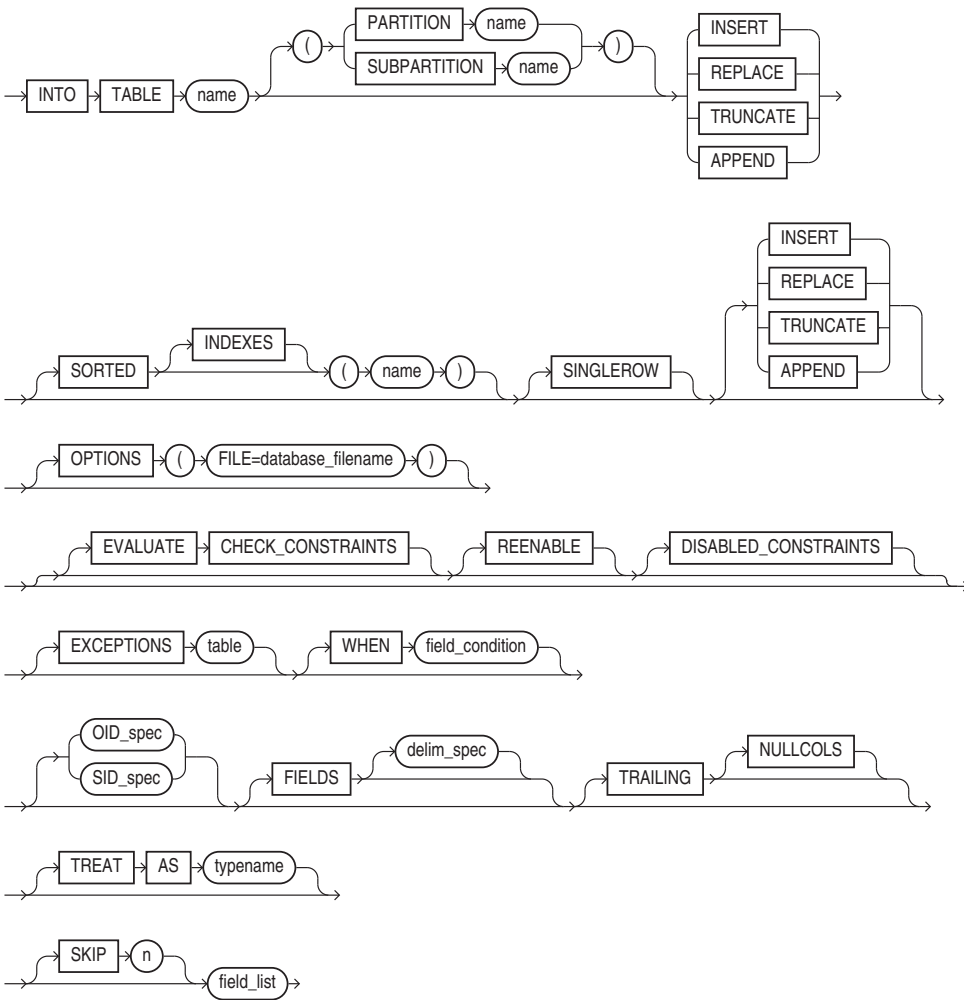 PARTITION name INSERT
( )
SUBPARTITION name REPLACE
INTO TABLE name
TRUNCATE
APPEND
INSERT
REPLACE
INDEXES TRUNCATE
SORTED ( name ) SINGLEROW APPEND
OPTIONS ( FILE=database_filename )
EVALUATE CHECK_CONSTRAINTS REENABLE DISABLED_CONSTRAINTS
EXCEPTIONS table WHEN field_condition
OID_spec delim_spec NULLCOLS
SID_spec FIELDS TRAILING
TREAT AS typename
SKIP n
field_list